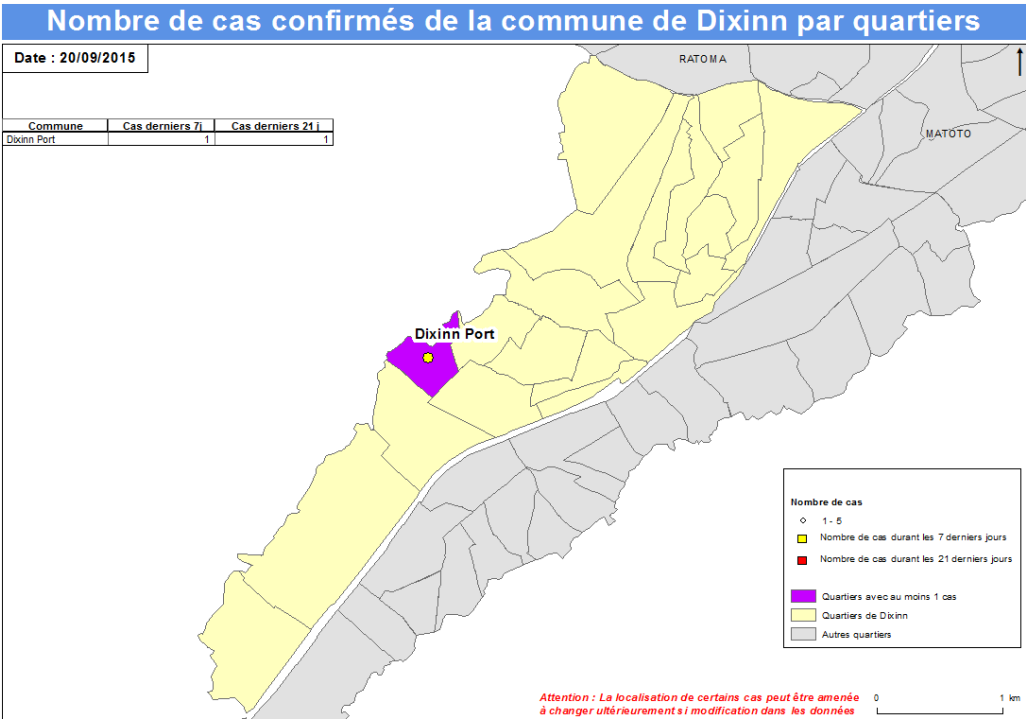 Nombre de cas confirmés de la commune de Dixinn par quartiers
Date : 20/09/2015
RATOMA
MATOTO
Commune Cas derniers 7j Cas derniers 21 j
Dixinn Port 1 1
Dixinn Port
Nombre de cas
1 - 5
Nombre de cas durant les 7 derniers jours
Nombre de cas durant les 21 derniers jours
Quartiers avec au moins 1 cas
Quartiers de Dixinn
Autres quartiers
Attention : La localisation de certains cas peut être amenée
à changer ultérieurement si modification dans les données
0 1 km